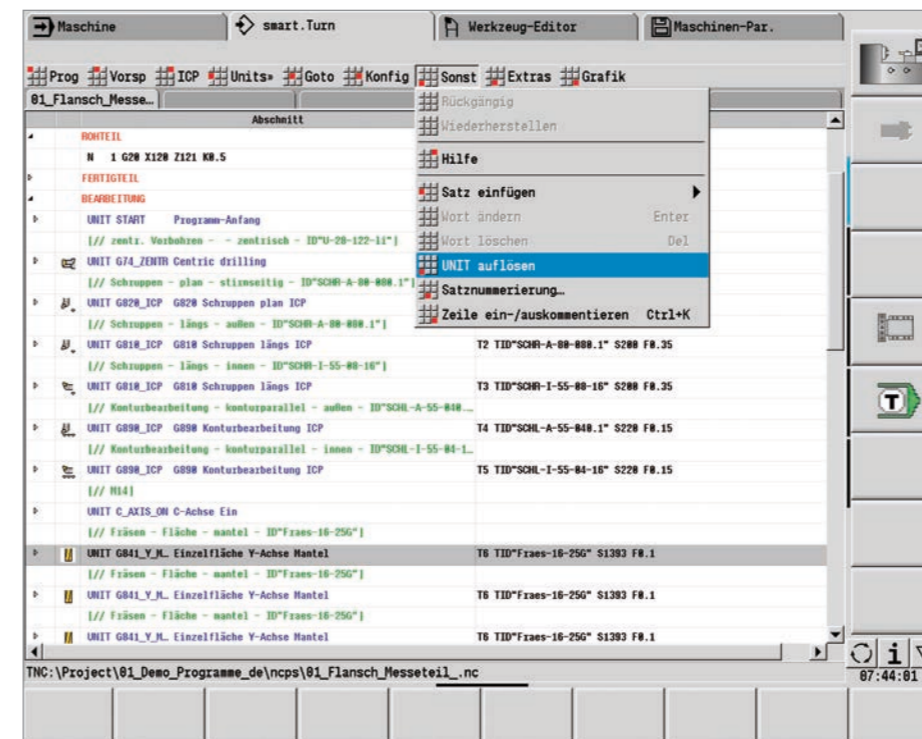 Maschine smart.Turn Werkzeug-Editor Maschinen-Par.
Prog Vorsp ICP Units» Goto Konfig Sonst Extras Grafik
01_Flansch_Messe…
Abschnitt
Rückgängig
Wiederherstellen
Hilfe
Satz einfügen
Wort ändern Enter
Wort löschen Del
UNIT auflösen
Satznummerierung…
Zeile ein-/auskommentieren Ctrl+K
ROHTEIL
N 1 G20 X120 Z121 K0.5
FERTIGTEIL
BEARBEITUNG
UNIT START Programm-Anfang
[// zentr. Vorbohren - - zentrisch - ID"U-20-122-li"]
UNIT G74_ZENTR Centric drilling
[// Schruppen - plan - stirnseitig - ID"SCHR-A-80-080.1"]
UNIT G820_ICP G820 Schruppen plan ICP
[// Schruppen - längs - außen - ID"SCHR-A-80-080.1"]
UNIT G810_ICP G810 Schruppen längs ICP T2 TID"SCHR-A-80-080.1" S200 F0.35
[// Schruppen - längs - innen - ID"SCHR-I-55-08-16"]
UNIT G810_ICP G810 Schruppen längs ICP T3 TID"SCHR-I-55-08-16" S200 F0.35
[// Konturbearbeitung - konturparallel - außen - ID"SCHL-A-55-040.…
UNIT G890_ICP G890 Konturbearbeitung ICP T4 TID"SCHL-A-55-040.1" S220 F0.15
[// Konturbearbeitung - konturparallel - innen - ID"SCHL-I-55-04-1…
UNIT G890_ICP G890 Konturbearbeitung ICP T5 TID"SCHL-I-55-04-16" S220 F0.15
[// M14]
UNIT C_AXIS_ON C-Achse Ein
[// Fräsen - Fläche - mantel - ID"Fraes-16-25G"]
UNIT G841_Y_M… Einzelfläche Y-Achse Mantel T6 TID"Fraes-16-25G" S1393 F0.1
[// Fräsen - Fläche - mantel - ID"Fraes-16-25G"]
UNIT G841_Y_M… Einzelfläche Y-Achse Mantel T6 TID"Fraes-16-25G" S1393 F0.1
[// Fräsen - Fläche - mantel - ID"Fraes-16-25G"]
UNIT G841_Y_M… Einzelfläche Y-Achse Mantel T6 TID"Fraes-16-25G" S1393 F0.1
TNC:\Project\01_Demo_Programme_de\ncps\01_Flansch_Messeteil_.nc
T
i
07:44:01